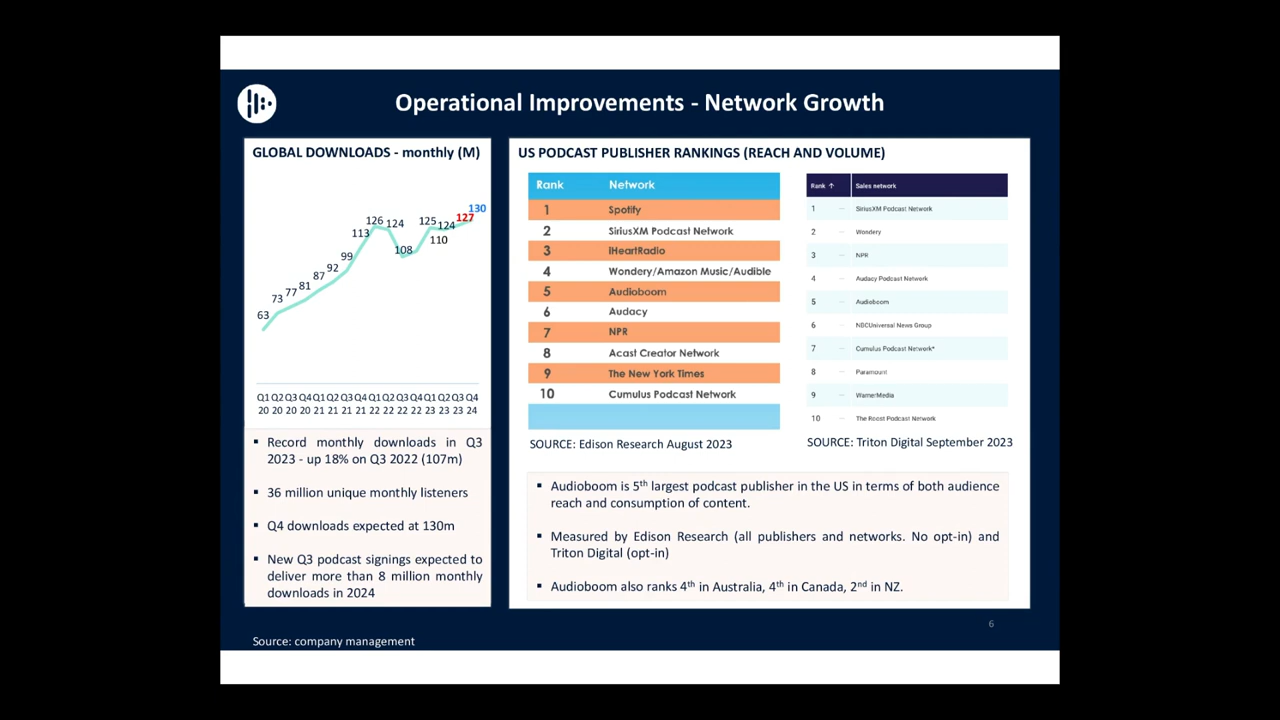 Operational Improvements - Network Growth
GLOBAL DOWNLOADS - monthly (M)
63
73
77
81
87
92
99
113
126
124
108
110
125
124
127
130
Q1 Q2 Q3 Q4 Q1 Q2 Q3 Q4 Q1 Q2 Q3 Q4 Q1 Q2 Q3 Q4
20 20 20 20 21 21 21 21 22 22 22 22 23 23 23 24
▪ Record monthly downloads in Q3
2023 - up 18% on Q3 2022 (107m)
▪ 36 million unique monthly listeners
▪ Q4 downloads expected at 130m
▪ New Q3 podcast signings expected to
deliver more than 8 million monthly
downloads in 2024
US PODCAST PUBLISHER RANKINGS (REACH AND VOLUME)
Rank Network
1 Spotify
2 SiriusXM Podcast Network
3 iHeartRadio
4 Wondery/Amazon Music/Audible
5 Audioboom
6 Audacy
7 NPR
8 Acast Creator Network
9 The New York Times
10 Cumulus Podcast Network
SOURCE: Edison Research August 2023
Rank ↑ Sales network
1 SiriusXM Podcast Network
2 Wondery
3 NPR
4 Audacy Podcast Network
5 Audioboom
6 NBCUniversal News Group
7 Cumulus Podcast Network*
8 Paramount
9 WarnerMedia
10 The Roost Podcast Network
SOURCE: Triton Digital September 2023
▪ Audioboom is 5th largest podcast publisher in the US in terms of both audience
reach and consumption of content.
▪ Measured by Edison Research (all publishers and networks. No opt-in) and
Triton Digital (opt-in)
▪ Audioboom also ranks 4th in Australia, 4th in Canada, 2nd in NZ.
6
Source: company management